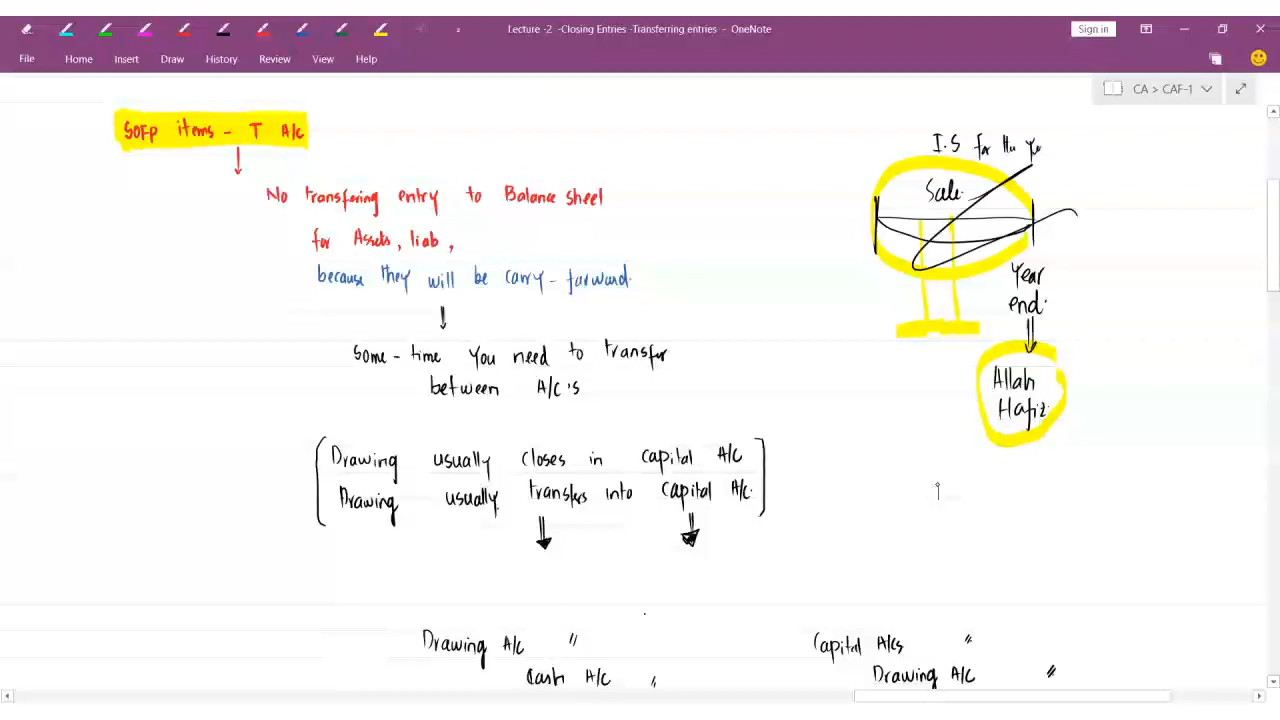 Lecture -2 -Closing Entries -Transferring entries - OneNote
Sign in
File Home Insert Draw History Research Review View Help
CA > CAF-1
SOFP items - T A/C
No transfering entry to Balance sheet
for Assets, liab,
because they will be carry-forward.
Some-time You need to transfer
between A/C's
Drawing usually closes in capital A/C
Drawing usually transfers into capital A/C.
Drawing A/C "
Cash A/C "
I.S for the Ye
Sale
Year
end.
Allah
Hafiz.
Capital A/cs "
Drawing A/C "